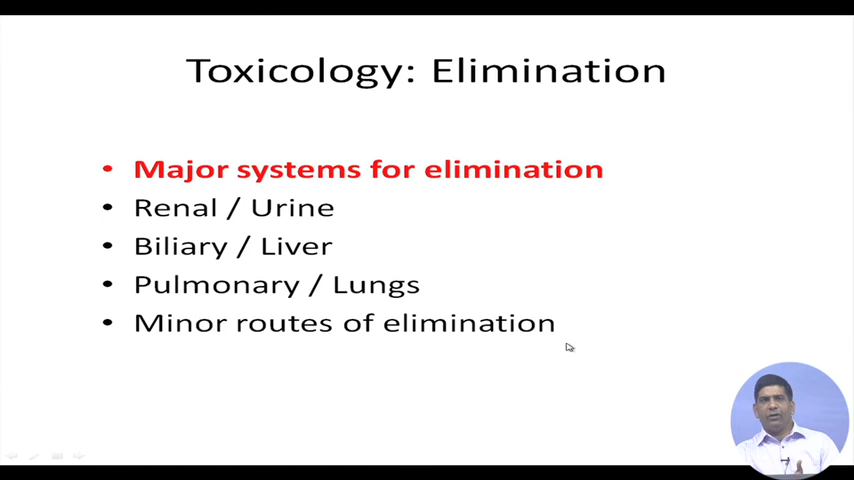 Toxicology: Elimination
• Major systems for elimination
• Renal / Urine
• Biliary / Liver
• Pulmonary / Lungs
• Minor routes of elimination